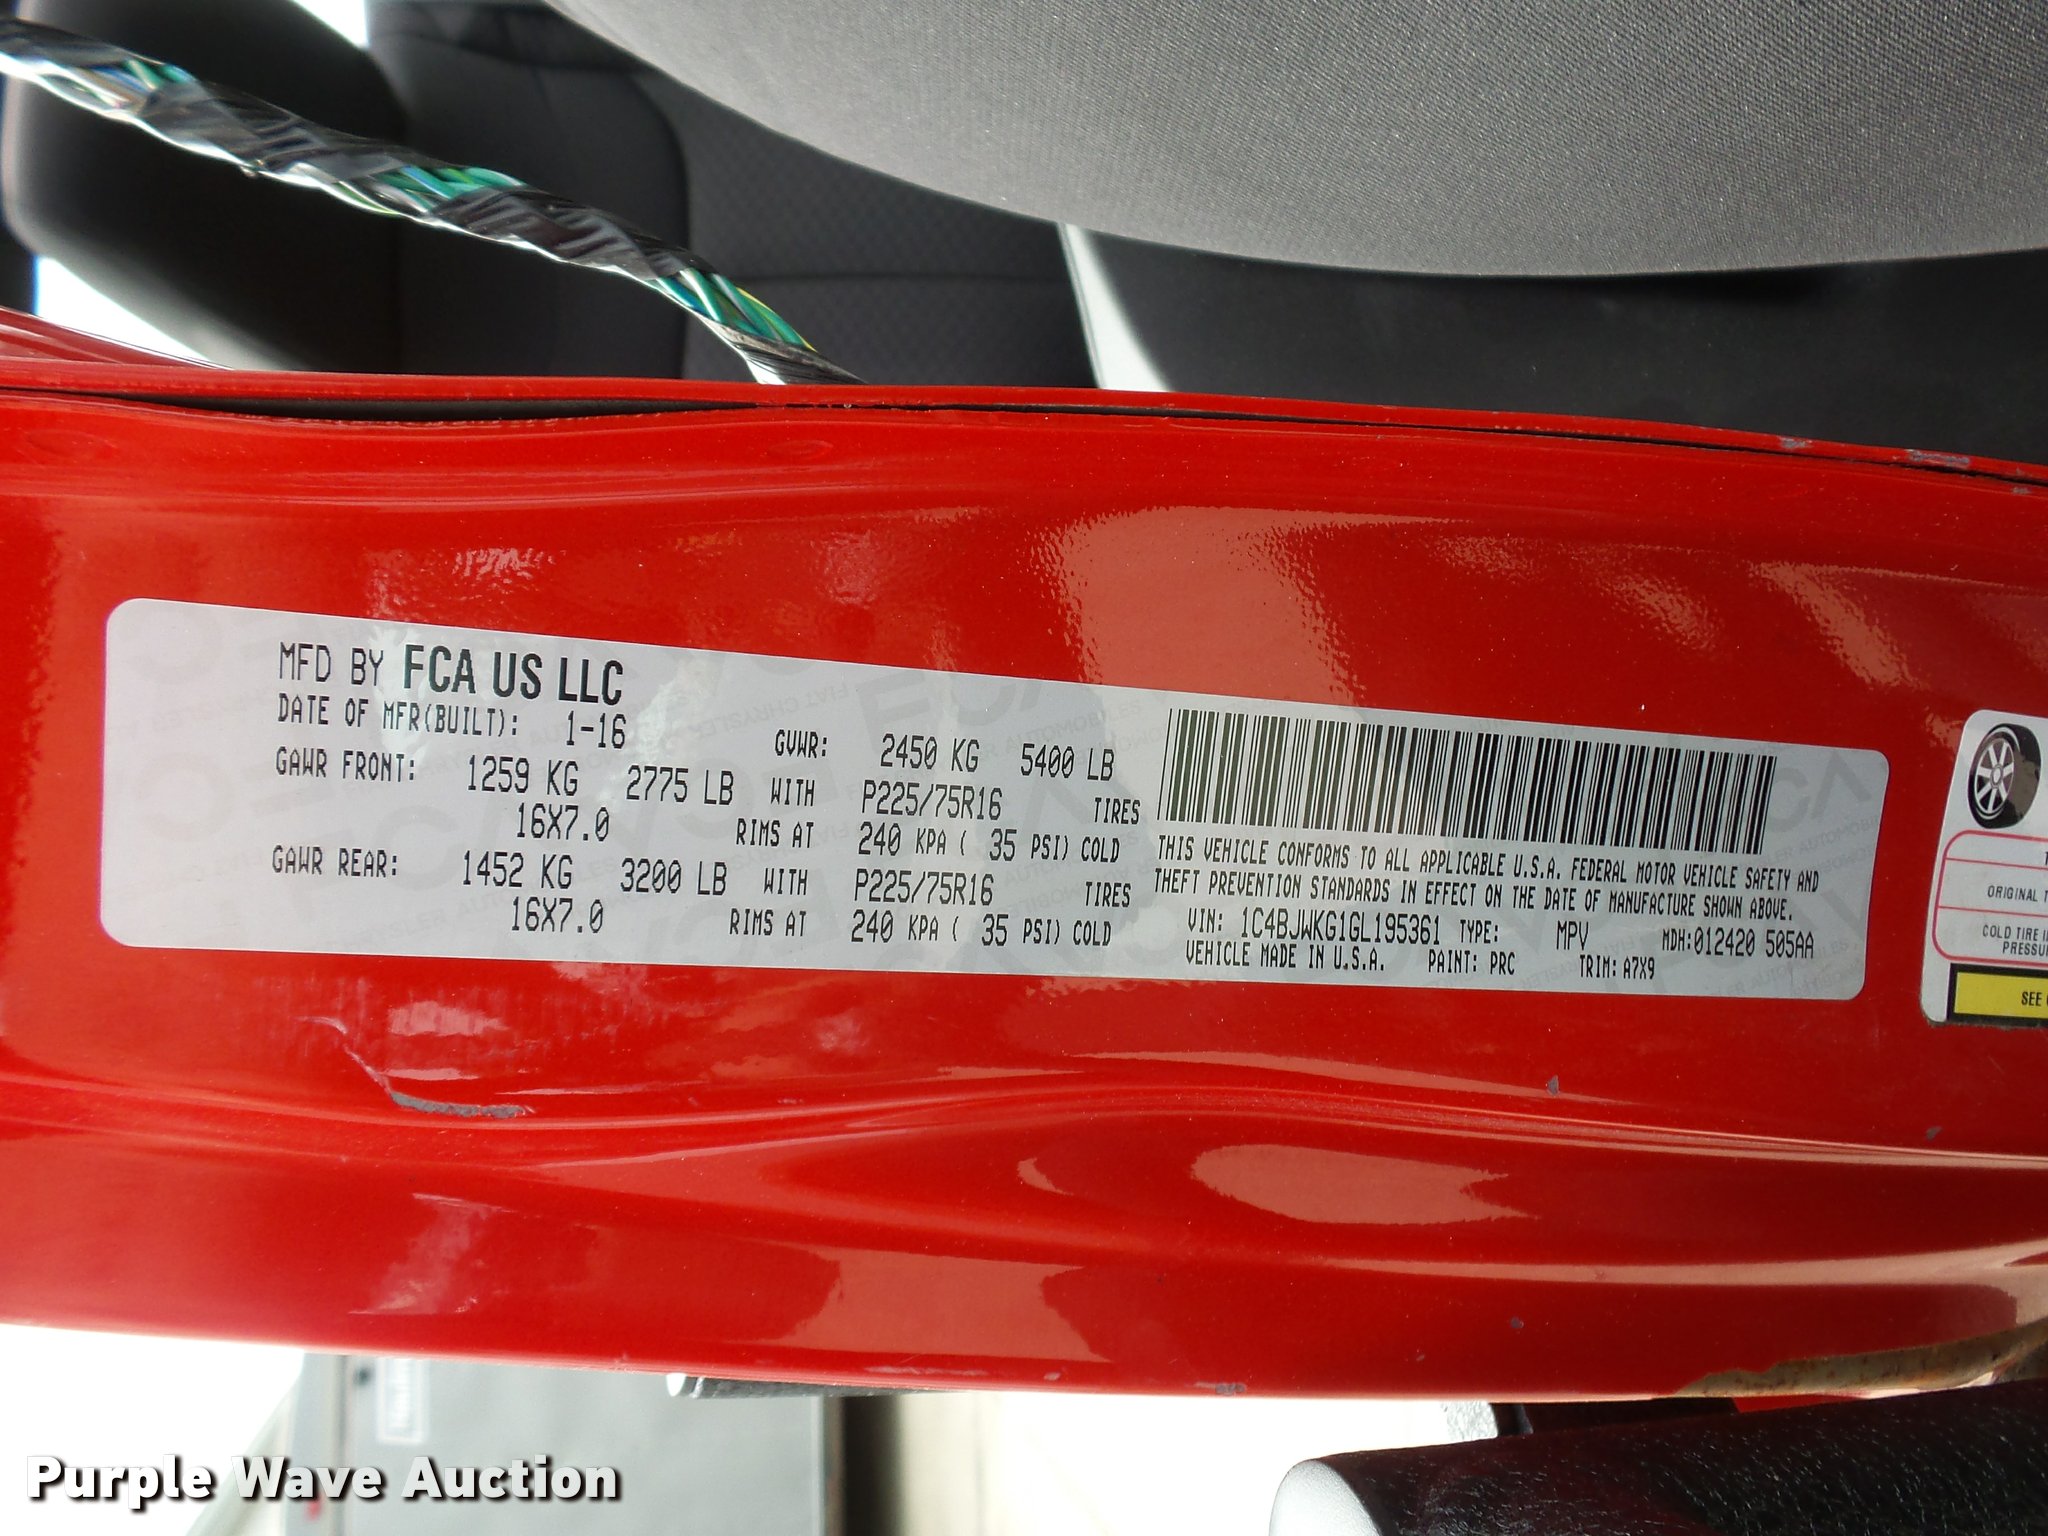 MFD BY FCA US LLC
DATE OF MFR(BUILT): 1-16 GVWR: 2450 KG 5400 LB
GAWR FRONT: 1259 KG 2775 LB WITH P225/75R16 TIRES
16X7.0 RIMS AT 240 KPA ( 35 PSI) COLD
GAWR REAR: 1452 KG 3200 LB WITH P225/75R16 TIRES
16X7.0 RIMS AT 240 KPA ( 35 PSI) COLD
THIS VEHICLE CONFORMS TO ALL APPLICABLE U.S.A. FEDERAL MOTOR VEHICLE SAFETY AND
THEFT PREVENTION STANDARDS IN EFFECT ON THE DATE OF MANUFACTURE SHOWN ABOVE.
VIN: 1C4BJWKG1GL195361 TYPE: MPV MDH:012420 505AA
VEHICLE MADE IN U.S.A. PAINT: PRC TRIM: A7X9
ORIGINAL
COLD TIRE
SEE
Purple Wave Auction